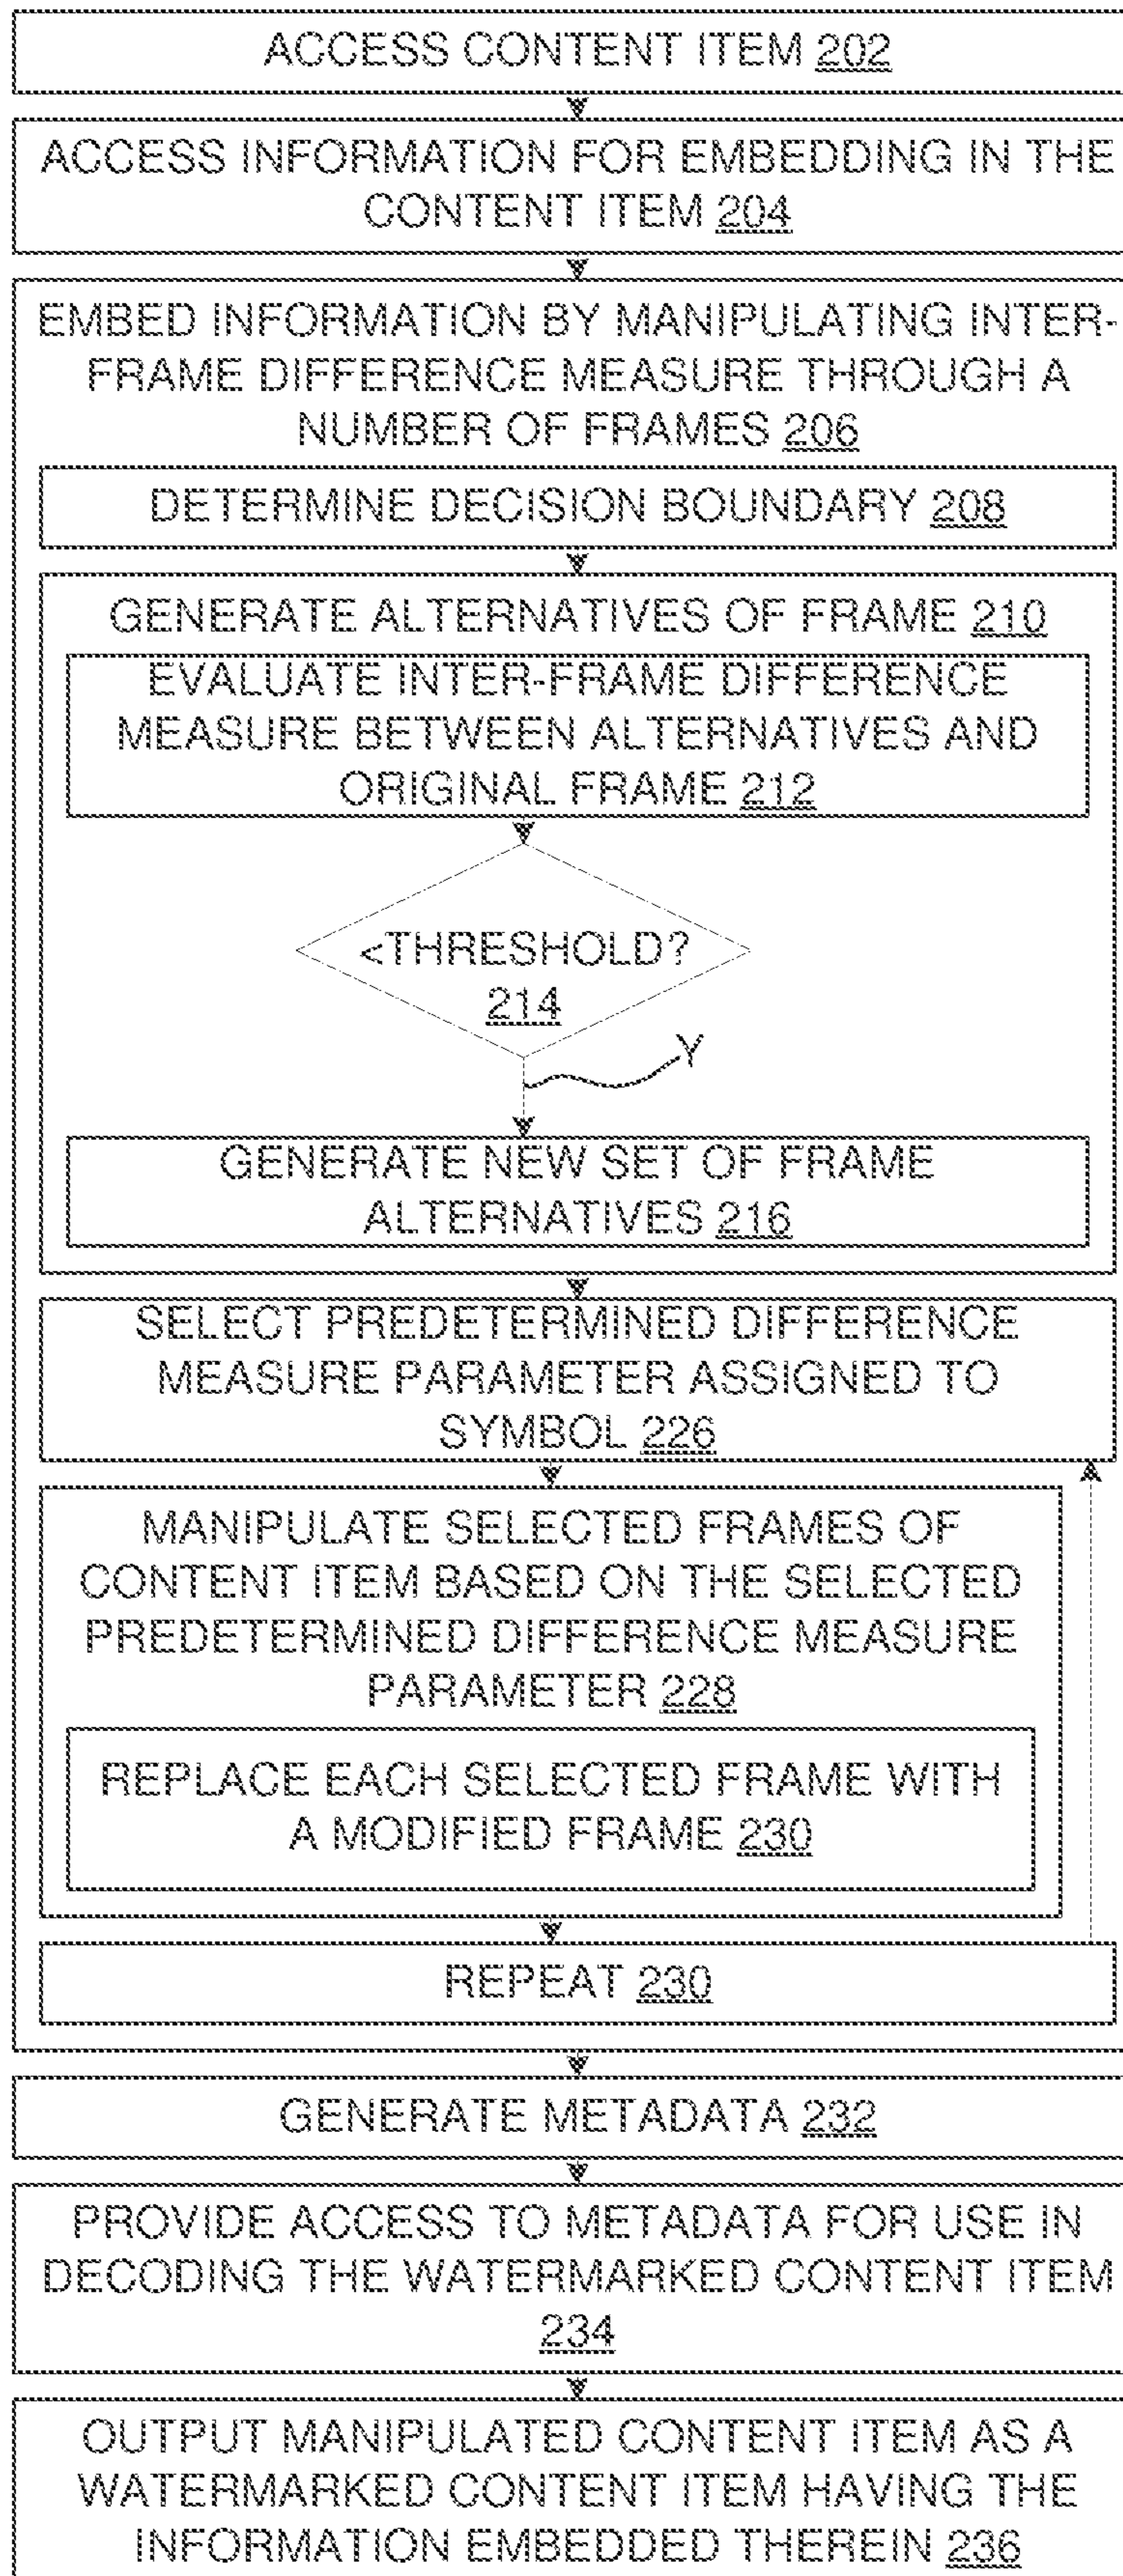 ACCESS CONTENT ITEM 202
ACCESS INFORMATION FOR EMBEDDING IN THE
CONTENT ITEM 204
EMBED INFORMATION BY MANIPULATING INTER-
FRAME DIFFERENCE MEASURE THROUGH A
NUMBER OF FRAMES 206
DETERMINE DECISION BOUNDARY 208
GENERATE ALTERNATIVES OF FRAME 210
EVALUATE INTER-FRAME DIFFERENCE
MEASURE BETWEEN ALTERNATIVES AND
ORIGINAL FRAME 212
<THRESHOLD?
214
Y
GENERATE NEW SET OF FRAME
ALTERNATIVES 216
SELECT PREDETERMINED DIFFERENCE
MEASURE PARAMETER ASSIGNED TO
SYMBOL 226
MANIPULATE SELECTED FRAMES OF
CONTENT ITEM BASED ON THE SELECTED
PREDETERMINED DIFFERENCE MEASURE
PARAMETER 228
REPLACE EACH SELECTED FRAME WITH
A MODIFIED FRAME 230
REPEAT 230
GENERATE METADATA 232
PROVIDE ACCESS TO METADATA FOR USE IN
DECODING THE WATERMARKED CONTENT ITEM
234
OUTPUT MANIPULATED CONTENT ITEM AS A
WATERMARKED CONTENT ITEM HAVING THE
INFORMATION EMBEDDED THEREIN 236